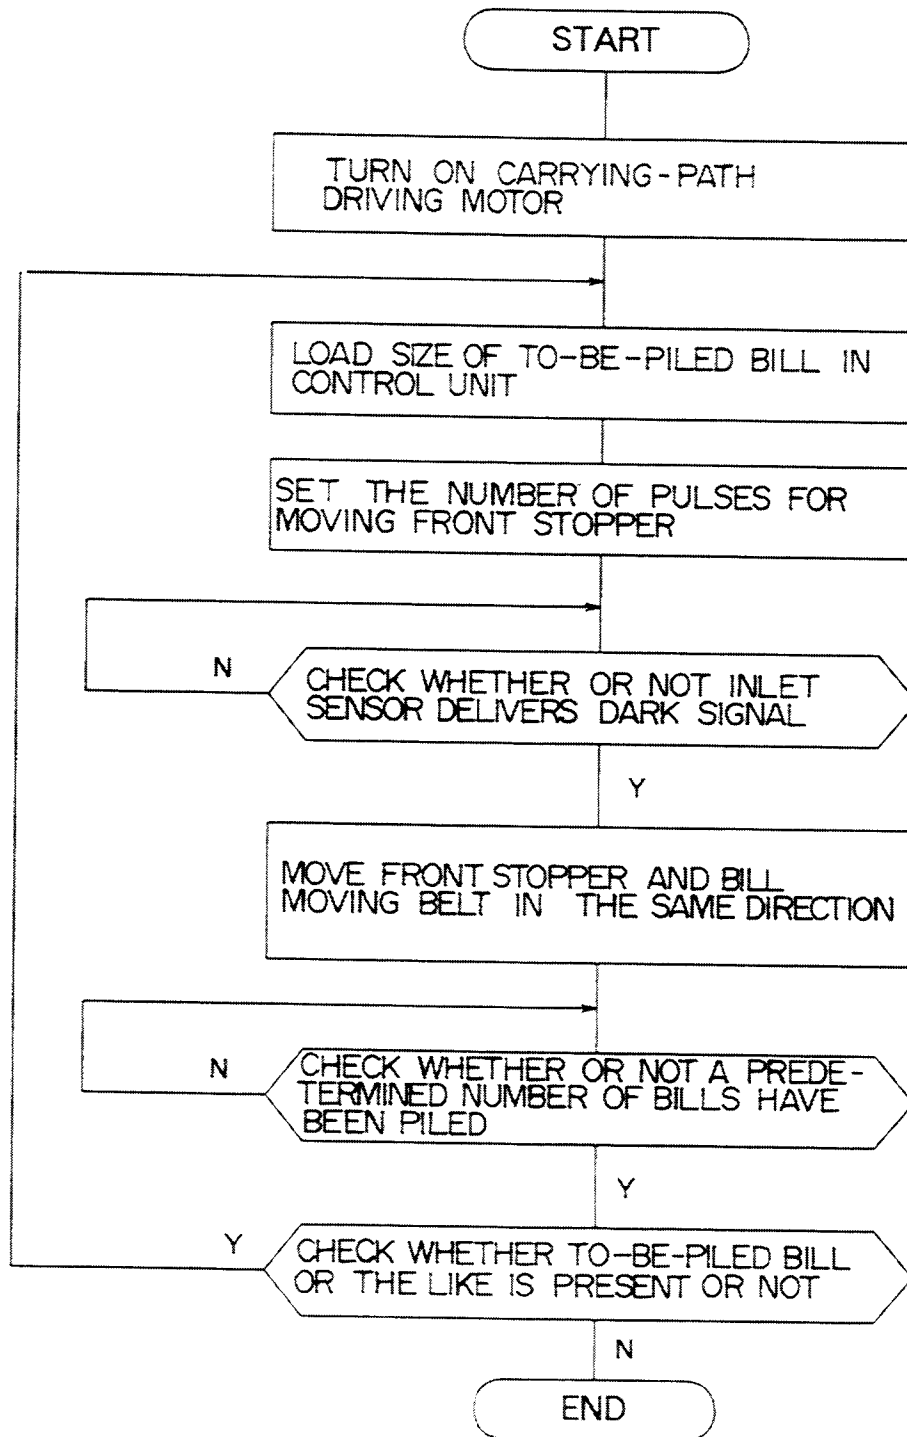 START
TURN ON CARRYING-PATH
DRIVING MOTOR
LOAD SIZE OF TO-BE-PILED BILL IN
CONTROL UNIT
SET THE NUMBER OF PULSES FOR
MOVING FRONT STOPPER
N
CHECK WHETHER OR NOT INLET
SENSOR DELIVERS DARK SIGNAL
Y
MOVE FRONT STOPPER AND BILL
MOVING BELT IN THE SAME DIRECTION
N
CHECK WHETHER OR NOT A PREDE-
TERMINED NUMBER OF BILLS HAVE
BEEN PILED
Y
Y
CHECK WHETHER TO-BE-PILED BILL
OR THE LIKE IS PRESENT OR NOT
N
END